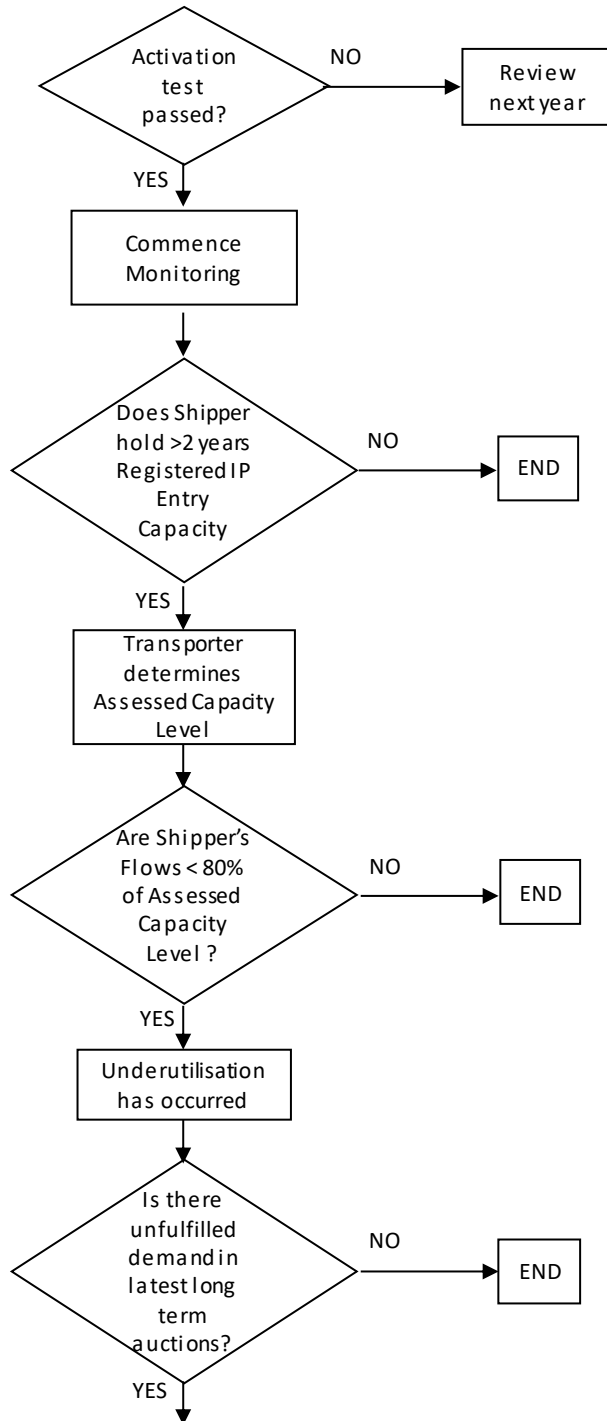 Activation
test
passed?
NO
Review
next year
YES
Commence
Monitoring
Does Shipper
hold >2 years
Registered IP
Entry
Capacity
NO
END
YES
Transporter
determines
Assessed Capacity
Level
Are Shipper's
Flows < 80%
of Assessed
Capacity
Level ?
NO
END
YES
Underutilisation
has occurred
Is there
unfulfilled
demand in
latest long
term
auctions?
NO
END
YES